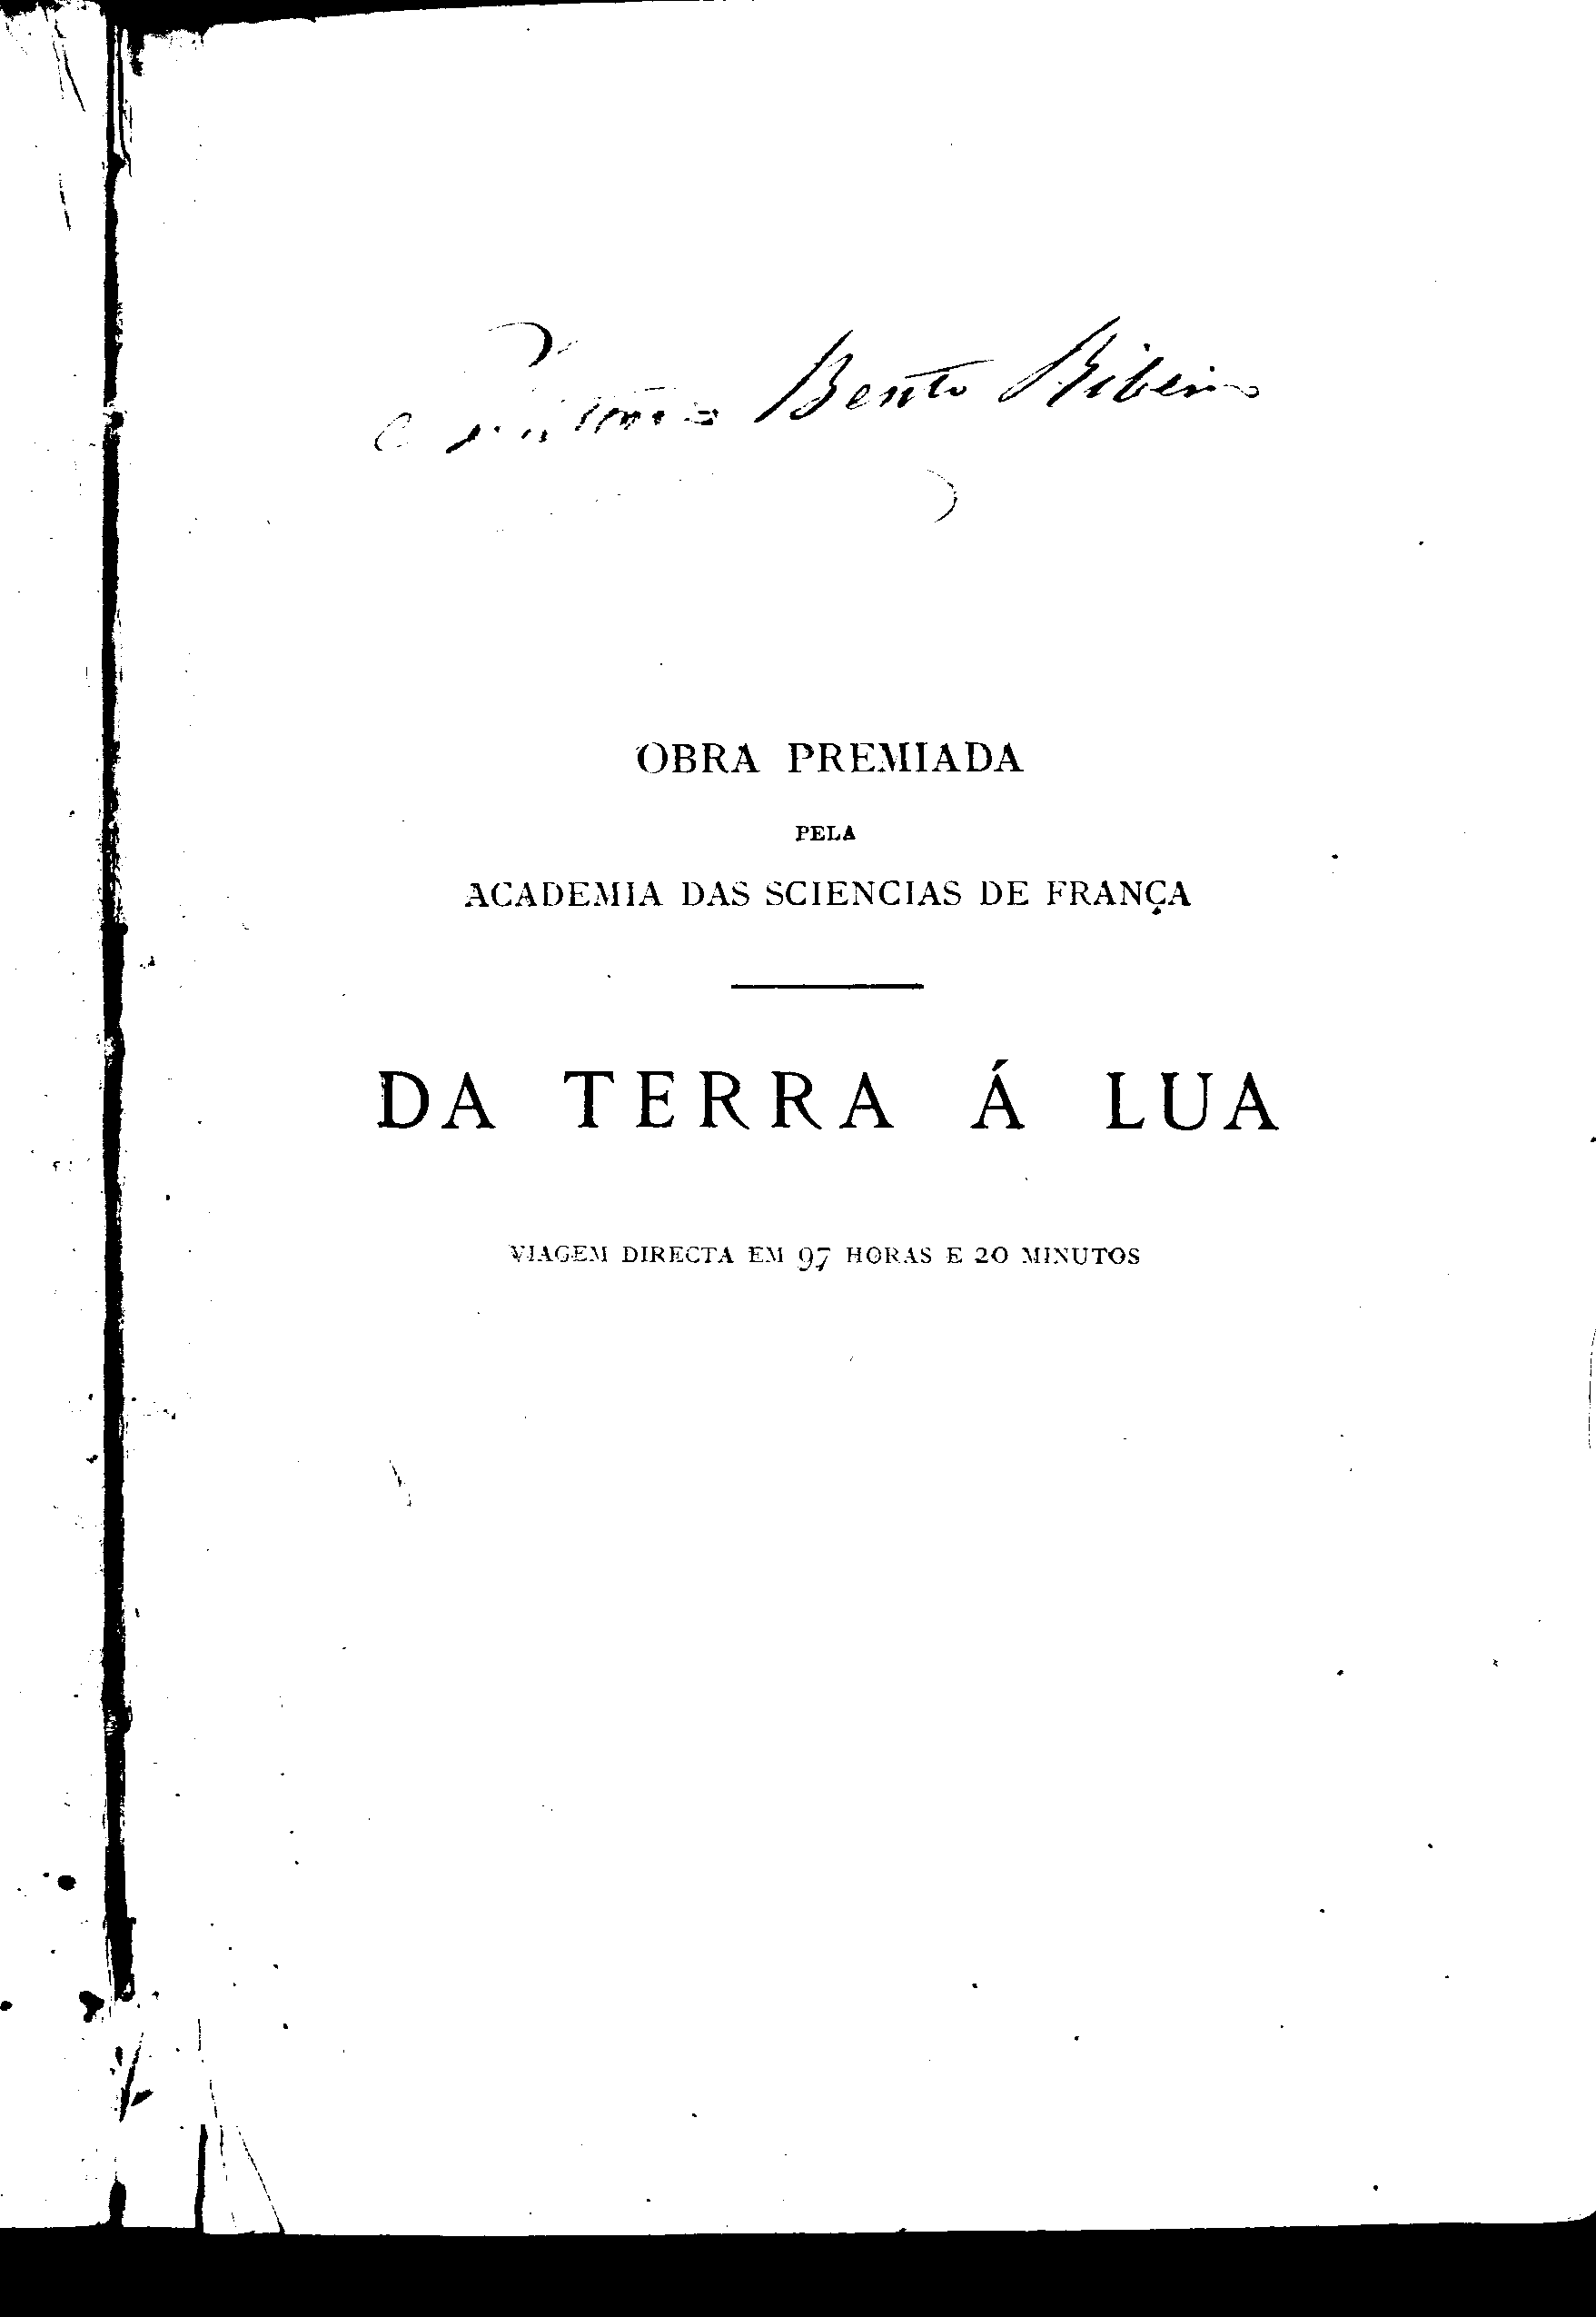 Bento Ribeiro
OBRA PREMIADA
PELA
ACADEMIA DAS SCIENCIAS DE FRANÇA
DA TERRA Á LUA
VIAGEM DIRECTA EM 97 HORAS E 20 MINUTOS